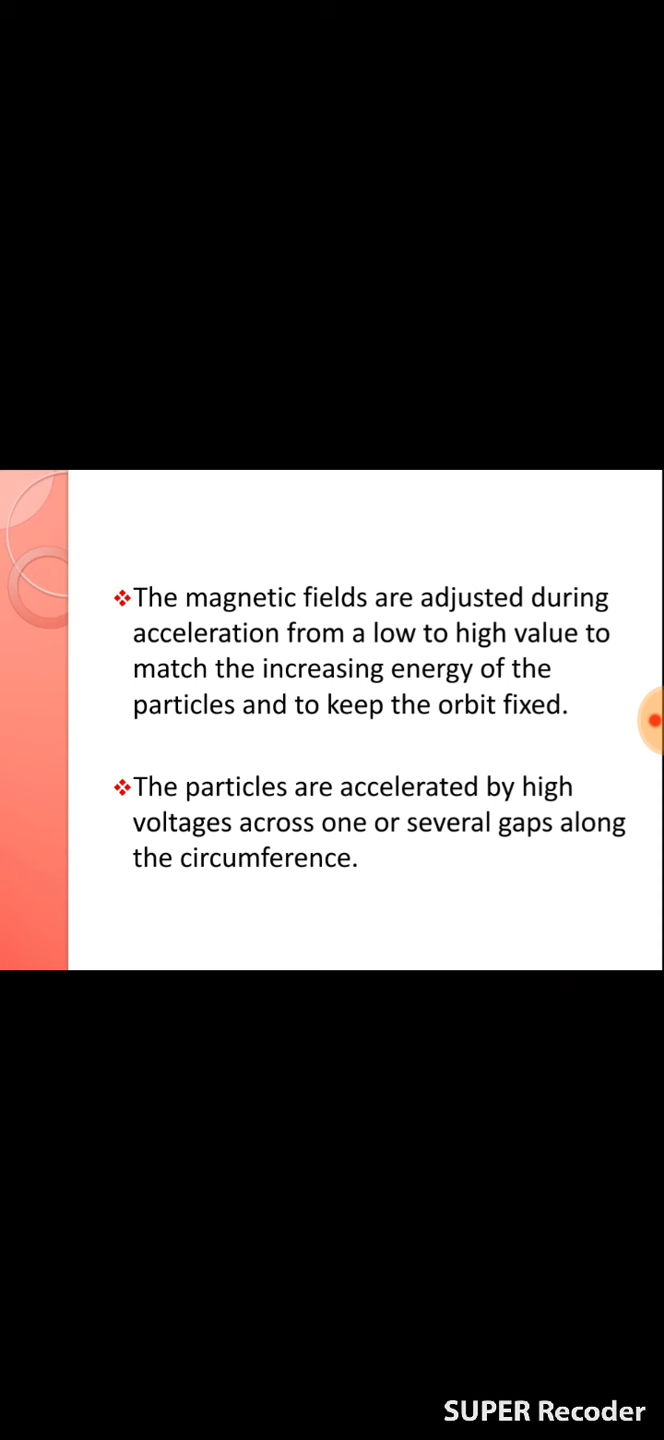 ❖The magnetic fields are adjusted during
acceleration from a low to high value to
match the increasing energy of the
particles and to keep the orbit fixed.
❖The particles are accelerated by high
voltages across one or several gaps along
the circumference.
SUPER Recoder